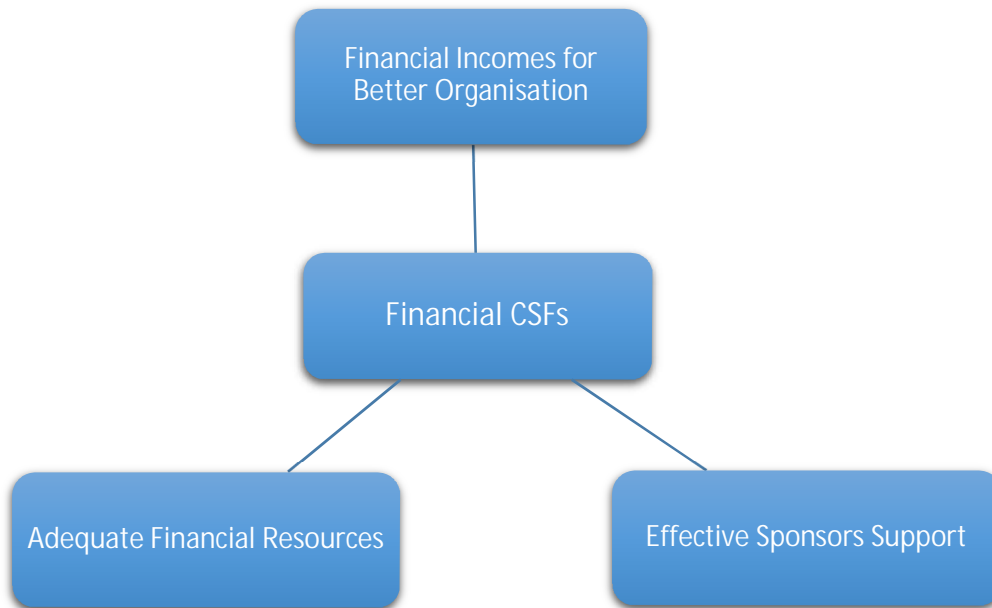 Financial Incomes for
Better Organisation
Financial CSFs
Adequate Financial Resources
Effective Sponsors Support